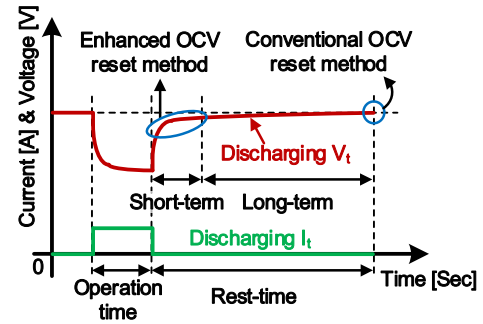 Enhanced OCV
reset method
Conventional OCV
reset method
Current [A] & Voltage [V]
Discharging Vt
Short-term
Long-term
Discharging It
0
Time [Sec]
Operation
time
Rest-time